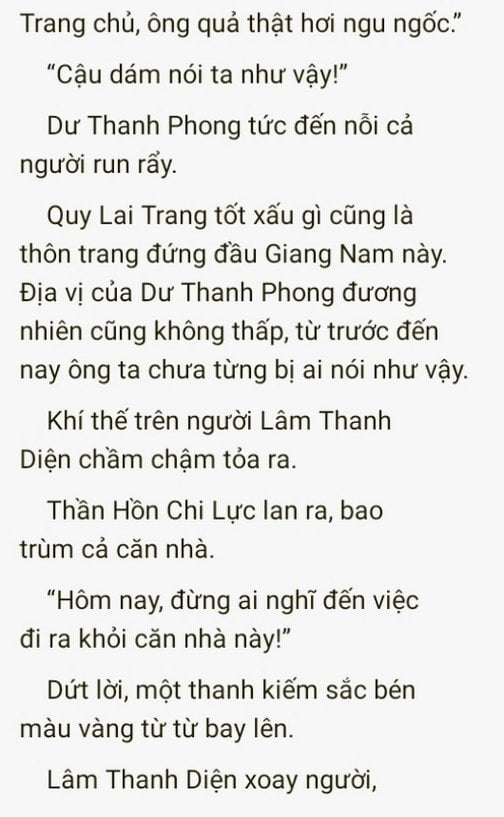 Trang chủ, ông quả thật hơi ngu ngốc.”
“Cậu dám nói ta như vậy!”
Dư Thanh Phong tức đến nỗi cả
người run rẩy.
Quy Lai Trang tốt xấu gì cũng là
thôn trang đứng đầu Giang Nam này.
Địa vị của Dư Thanh Phong đương
nhiên cũng không thấp, từ trước đến
nay ông ta chưa từng bị ai nói như vậy.
Khí thế trên người Lâm Thanh
Diện chầm chậm tỏa ra.
Thần Hồn Chi Lực lan ra, bao
trùm cả căn nhà.
“Hôm nay, đừng ai nghĩ đến việc
đi ra khỏi căn nhà này!”
Dứt lời, một thanh kiếm sắc bén
màu vàng từ từ bay lên.
Lâm Thanh Diện xoay người,